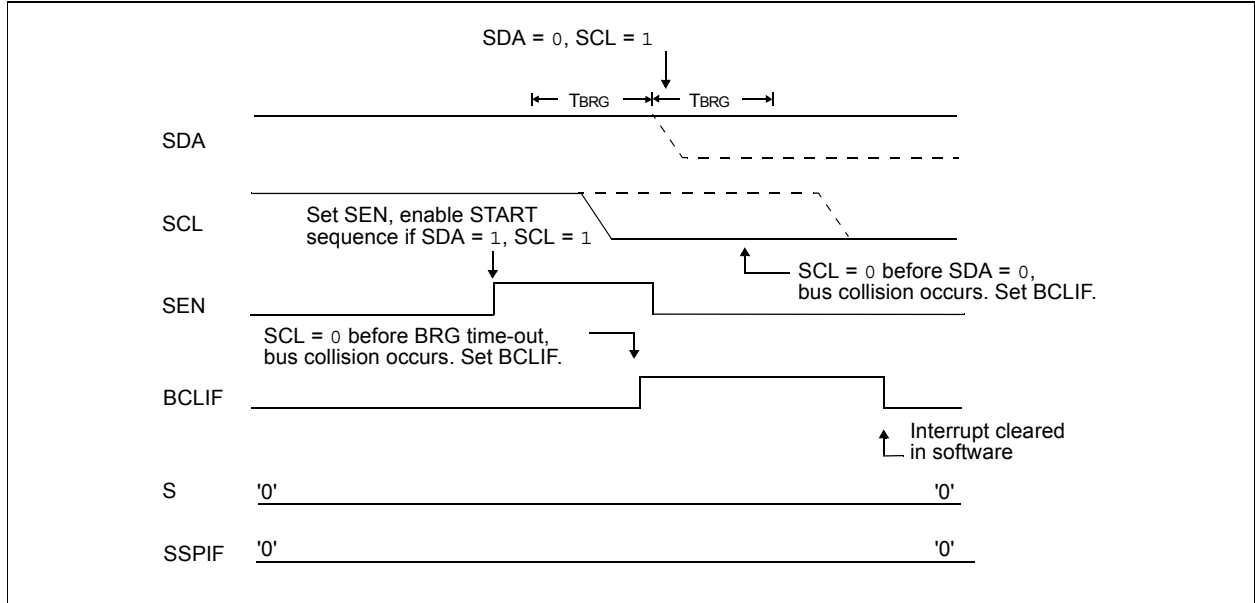 SDA = 0, SCL = 1
TBRG TBRG
SDA
SCL
Set SEN, enable START
sequence if SDA = 1, SCL = 1
SCL = 0 before SDA = 0,
bus collision occurs. Set BCLIF.
SEN
SCL = 0 before BRG time-out,
bus collision occurs. Set BCLIF.
BCLIF
Interrupt cleared
in software
S '0' '0'
SSPIF '0' '0'